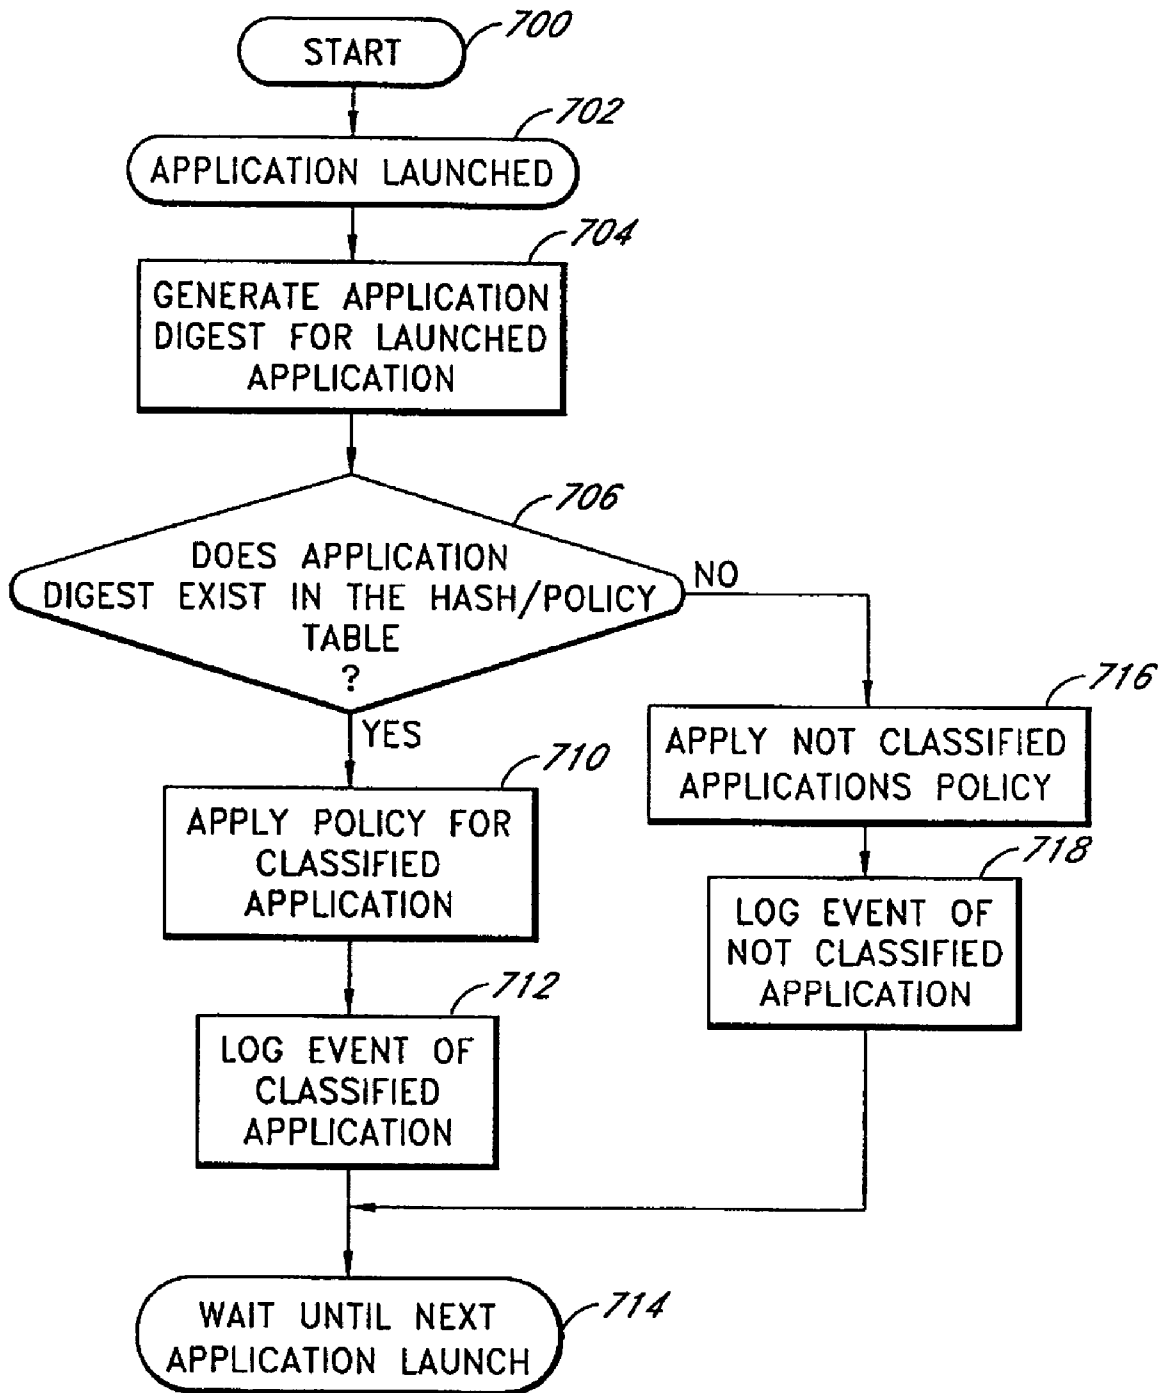 700
START
702
APPLICATION LAUNCHED
704
GENERATE APPLICATION
DIGEST FOR LAUNCHED
APPLICATION
706
DOES APPLICATION
DIGEST EXIST IN THE HASH/POLICY
TABLE
?
NO
YES
716
APPLY NOT CLASSIFIED
APPLICATIONS POLICY
710
APPLY POLICY FOR
CLASSIFIED
APPLICATION
718
LOG EVENT OF
NOT CLASSIFIED
APPLICATION
712
LOG EVENT OF
CLASSIFIED
APPLICATION
714
WAIT UNTIL NEXT
APPLICATION LAUNCH